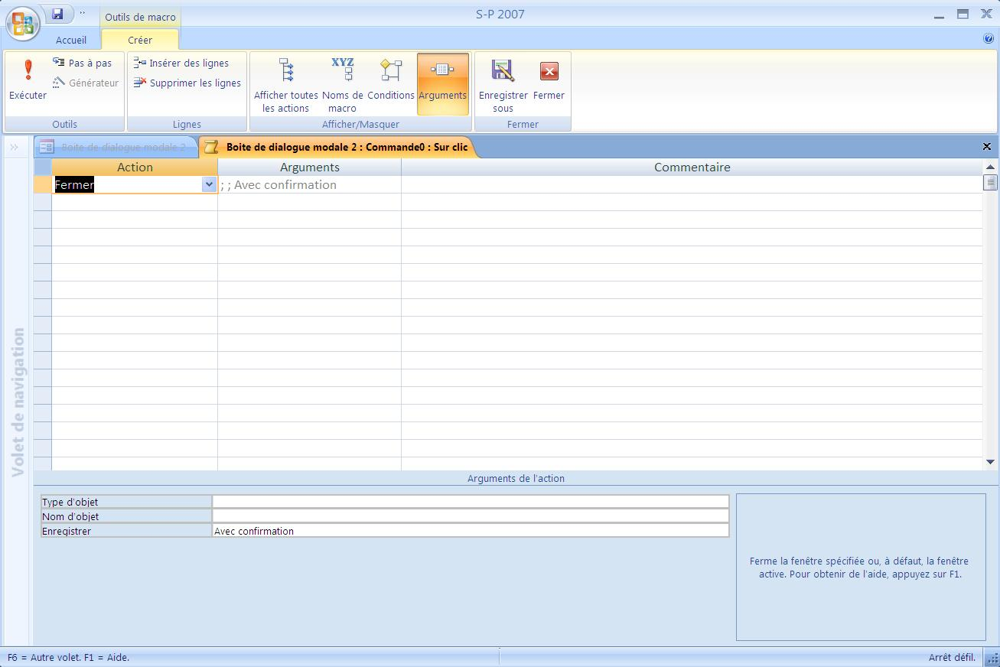 S-P 2007
Outils de macro
Accueil
Créer
Exécuter
Pas à pas
Générateur
Outils
Insérer des lignes
Supprimer les lignes
Lignes
Afficher toutes
les actions
Noms de
macro
XYZ
Conditions
Arguments
Afficher/Masquer
Enregistrer
sous
Fermer
Fermer
Boite de dialogue modale 2
Boite de dialogue modale 2 : Commande0 : Sur clic
Volet de navigation
Action
Arguments
Commentaire
Fermer
; ; Avec confirmation
Arguments de l'action
Type d'objet
Nom d'objet
Enregistrer
Avec confirmation
Ferme la fenêtre spécifiée ou, à défaut, la fenêtre
active. Pour obtenir de l'aide, appuyez sur F1.
F6 = Autre volet. F1 = Aide.
Arrêt défil.